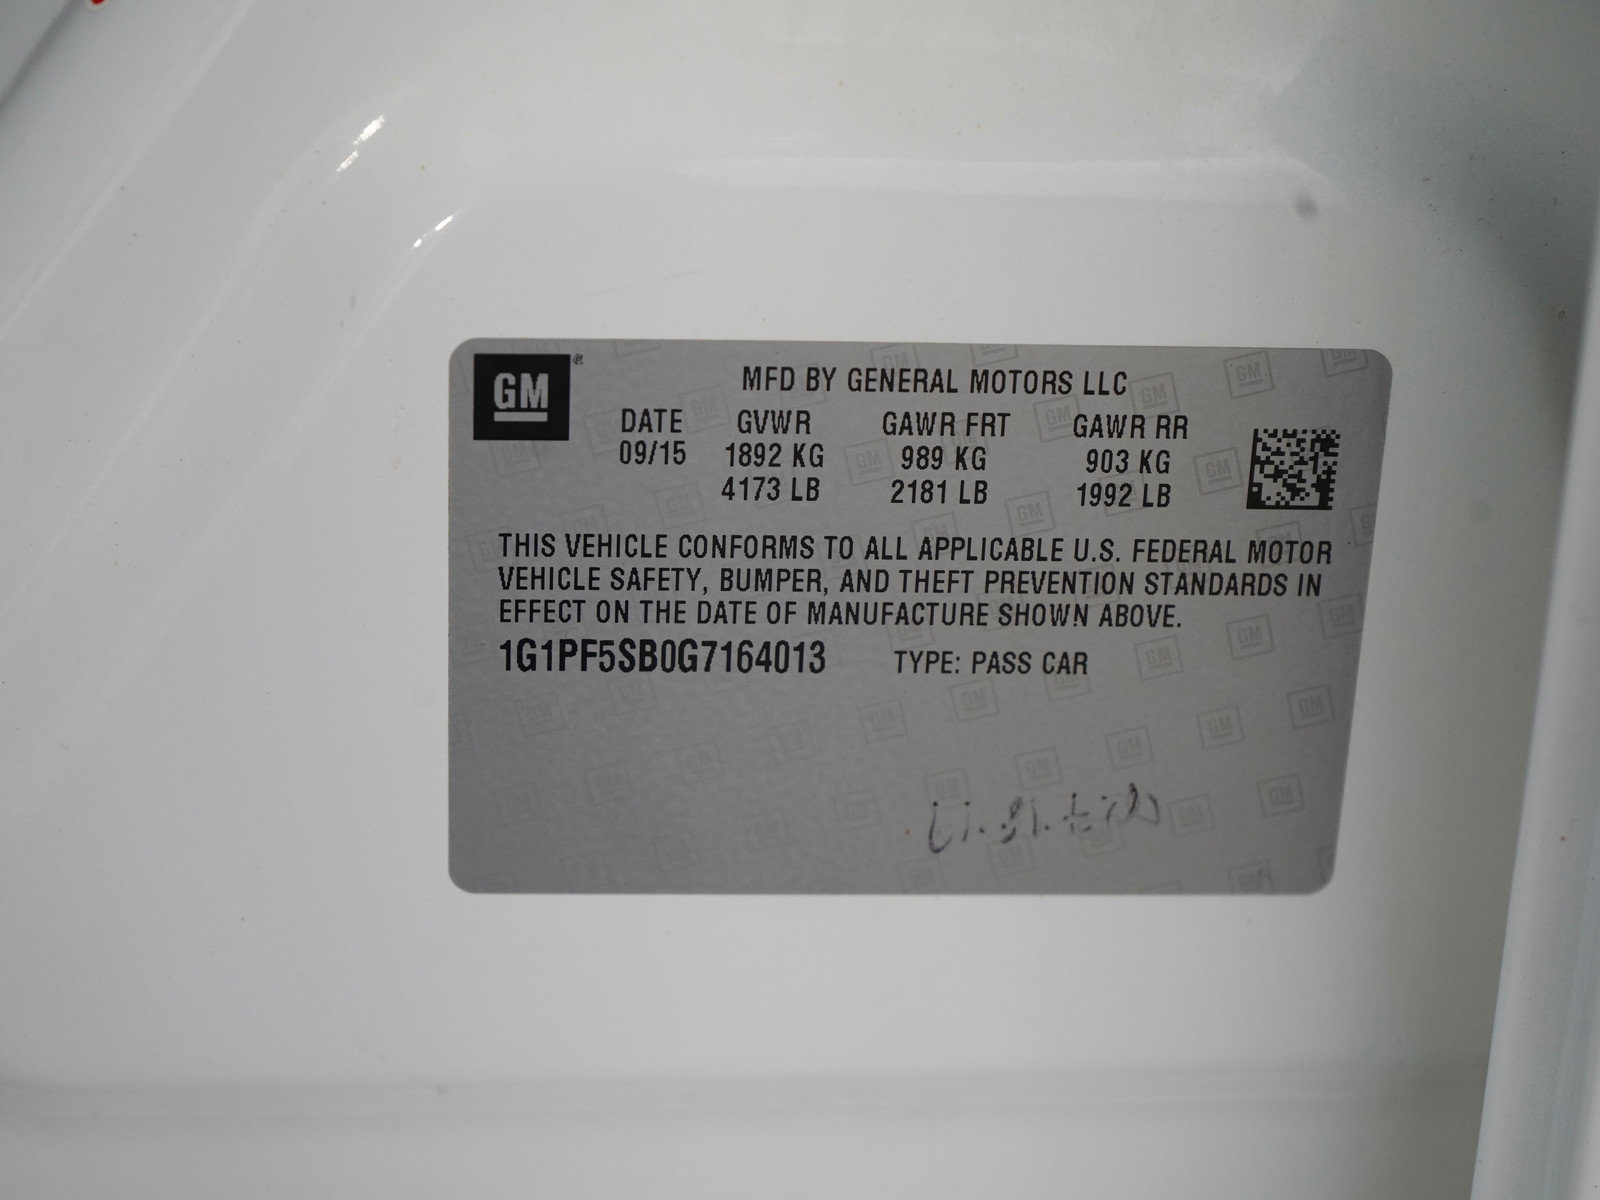 GM ®
MFD BY GENERAL MOTORS LLC
DATE GVWR GAWR FRT GAWR RR
09/15 1892 KG 989 KG 903 KG
4173 LB 2181 LB 1992 LB
THIS VEHICLE CONFORMS TO ALL APPLICABLE U.S. FEDERAL MOTOR
VEHICLE SAFETY, BUMPER, AND THEFT PREVENTION STANDARDS IN
EFFECT ON THE DATE OF MANUFACTURE SHOWN ABOVE.
1G1PF5SB0G7164013 TYPE: PASS CAR